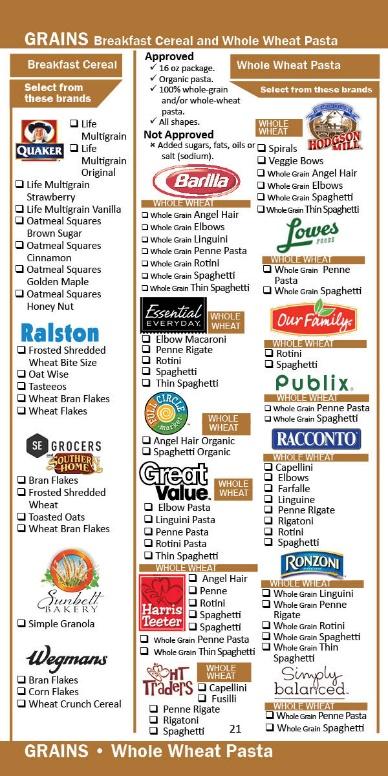 GRAINS Breakfast Cereal and Whole Wheat Pasta
Breakfast Cereal
Select from
these brands
QUAKER
Life
Multigrain
Life
Multigrain
Original
Life Multigrain
Strawberry
Life Multigrain Vanilla
Oatmeal Squares
Brown Sugar
Oatmeal Squares
Cinnamon
Oatmeal Squares
Golden Maple
Oatmeal Squares
Honey Nut
Ralston
Frosted Shredded
Wheat Bite Size
Oat Wise
Tasteeos
Wheat Bran Flakes
Wheat Flakes
SE GROCERS
and
SOUTHERN
HOME
Bran Flakes
Frosted Shredded
Wheat
Toasted Oats
Wheat Bran Flakes
Sunbelt
BAKERY
Simple Granola
Wegmans
Bran Flakes
Corn Flakes
Wheat Crunch Cereal
Approved
✓ 16 oz package.
✓ Organic pasta.
✓ 100% whole-grain
and/or whole-wheat
pasta.
✓ All shapes.
Not Approved
× Added sugars, fats, oils or
salt (sodium).
Barilla
WHOLE WHEAT
Whole Grain Angel Hair
Whole Grain Elbows
Whole Grain Linguini
Whole Grain Penne Pasta
Whole Grain Rotini
Whole Grain Spaghetti
Whole Grain Thin Spaghetti
Essential
EVERYDAY
WHOLE
WHEAT
Elbow Macaroni
Penne Rigate
Rotini
Spaghetti
Thin Spaghetti
FULL CIRCLE
market
WHOLE
WHEAT
Angel Hair Organic
Spaghetti Organic
Great
Value.
WHOLE
WHEAT
Elbow Pasta
Linguini Pasta
Penne Pasta
Rotini Pasta
Thin Spaghetti
WHOLE WHEAT
Harris
Teeter
Angel Hair
Penne
Rotini
Spaghetti
Spaghetti
Whole Grain Penne Pasta
Whole Grain Thin Spaghetti
HT
Traders
WHOLE
WHEAT
Capellini
Fusilli
Penne Rigate
Rigatoni
Spaghetti
21
Whole Wheat Pasta
Select from these brands
WHOLE
WHEAT
HODGSON
MILL
Spirals
Veggie Bows
Whole Grain Angel Hair
Whole Grain Elbows
Whole Grain Spaghetti
Whole Grain Thin Spaghetti
Lowes
FOODS
WHOLE WHEAT
Whole Grain Penne
Pasta
Whole Grain Spaghetti
Our Family
WHOLE WHEAT
Rotini
Spaghetti
Publix
WHOLE WHEAT
Whole Grain Penne Pasta
Whole Grain Spaghetti
RACCONTO
WHOLE WHEAT
Capellini
Elbows
Farfalle
Linguine
Penne Rigate
Rigatoni
Rotini
Spaghetti
RONZONI
WHOLE WHEAT
Whole Grain Linguini
Whole Grain Penne
Rigate
Whole Grain Rotini
Whole Grain Spaghetti
Whole Grain Thin
Spaghetti
Simply
balanced
WHOLE WHEAT
Whole Grain Penne Pasta
Whole Grain Spaghetti
GRAINS • Whole Wheat Pasta